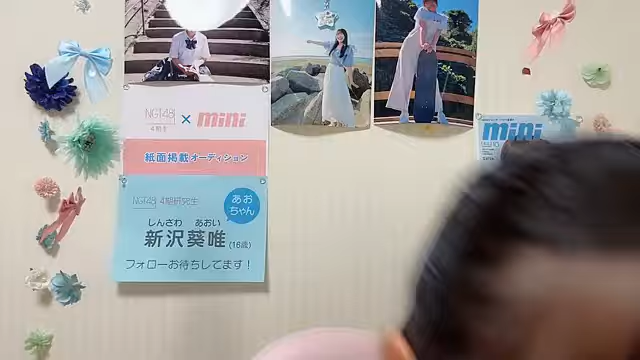 NGT48 × mini
4期生
紙面掲載オーディション
NGT48 4期研究生
あお
ちゃん
しんざわ あおい
新沢葵唯(16歳)
フォローお待ちしてます！
mini